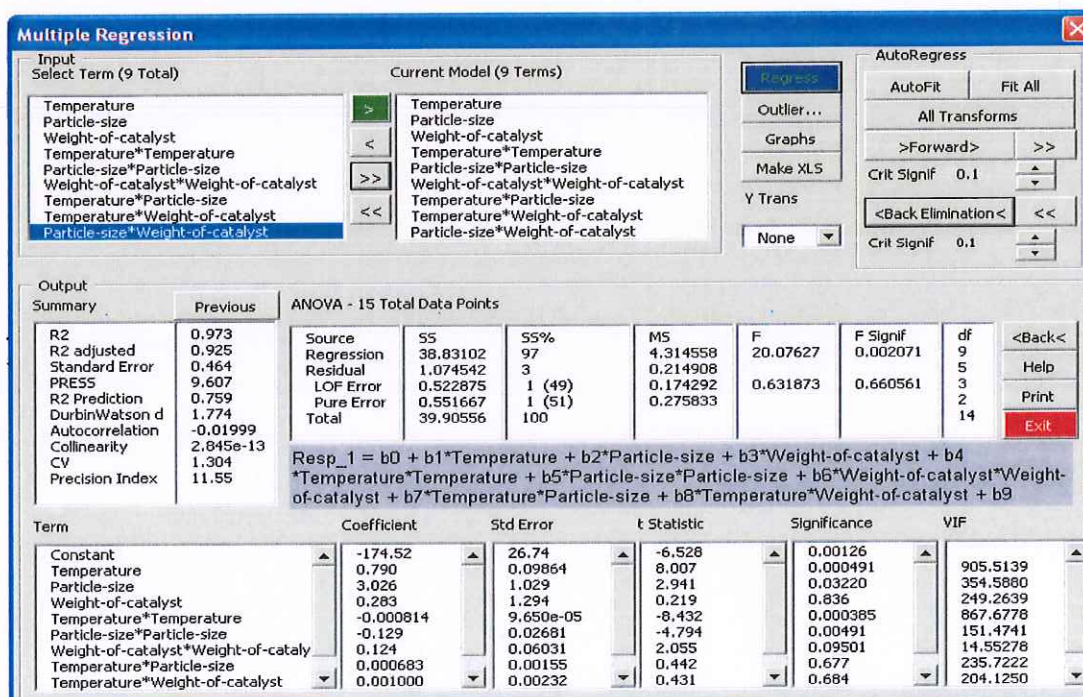 Multiple Regression
Input
Select Term (9 Total)
Temperature
Particle-size
Weight-of-catalyst
Temperature*Temperature
Particle-size*Particle-size
Weight-of-catalyst*Weight-of-catalyst
Temperature*Particle-size
Temperature*Weight-of-catalyst
Particle-size*Weight-of-catalyst
>
<
>>
<<
Current Model (9 Terms)
Temperature
Particle-size
Weight-of-catalyst
Temperature*Temperature
Particle-size*Particle-size
Weight-of-catalyst*Weight-of-catalyst
Temperature*Particle-size
Temperature*Weight-of-catalyst
Particle-size*Weight-of-catalyst
Regress
Outlier...
Graphs
Make XLS
Y Trans
None
AutoRegress
AutoFit Fit All
All Transforms
>Forward> >>
Crit Signif 0.1
<Back Elimination< <<
Crit Signif 0.1
Output
Summary Previous
R2 0.973
R2 adjusted 0.925
Standard Error 0.464
PRESS 9.607
R2 Prediction 0.759
DurbinWatson d 1.774
Autocorrelation -0.01999
Collinearity 2.845e-13
CV 1.304
Precision Index 11.55
ANOVA - 15 Total Data Points
Source SS SS% MS F F Signif df
Regression 38.83102 97 4.314558 20.07627 0.002071 9
Residual 1.074542 3 0.214908 5
LOF Error 0.522875 1 (49) 0.174292 0.631873 0.660561 3
Pure Error 0.551667 1 (51) 0.275833 2
Total 39.90556 100 14
<Back<
Help
Print
Exit
Resp_1 = b0 + b1*Temperature + b2*Particle-size + b3*Weight-of-catalyst + b4
*Temperature*Temperature + b5*Particle-size*Particle-size + b6*Weight-of-catalyst*Weight-
of-catalyst + b7*Temperature*Particle-size + b8*Temperature*Weight-of-catalyst + b9
Term Coefficient Std Error t Statistic Significance VIF
Constant -174.52 26.74 -6.528 0.00126
Temperature 0.790 0.09864 8.007 0.000491 905.5139
Particle-size 3.026 1.029 2.941 0.03220 354.5880
Weight-of-catalyst 0.283 1.294 0.219 0.836 249.2639
Temperature*Temperature -0.000814 9.650e-05 -8.432 0.000385 867.6778
Particle-size*Particle-size -0.129 0.02681 -4.794 0.00491 151.4741
Weight-of-catalyst*Weight-of-cataly 0.124 0.06031 2.055 0.09501 14.55278
Temperature*Particle-size 0.000683 0.00155 0.442 0.677 235.7222
Temperature*Weight-of-catalyst 0.001000 0.00232 0.431 0.684 204.1250